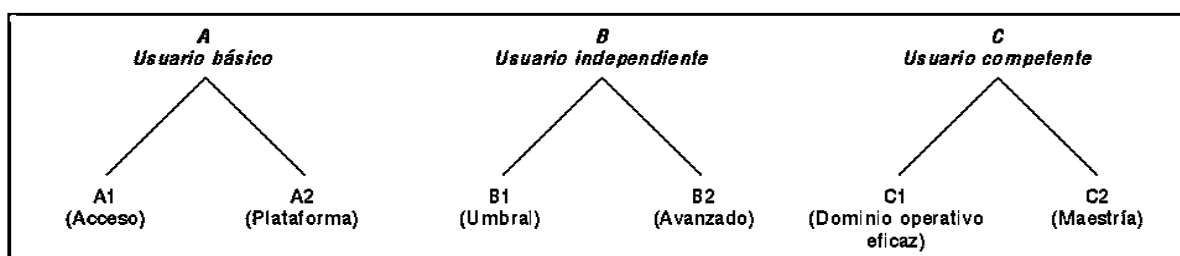 A
Usuario básico
B
Usuario independiente
C
Usuario competente
A1
(Acceso)
A2
(Plataforma)
B1
(Umbral)
B2
(Avanzado)
C1
(Dominio operativo
eficaz)
C2
(Maestría)